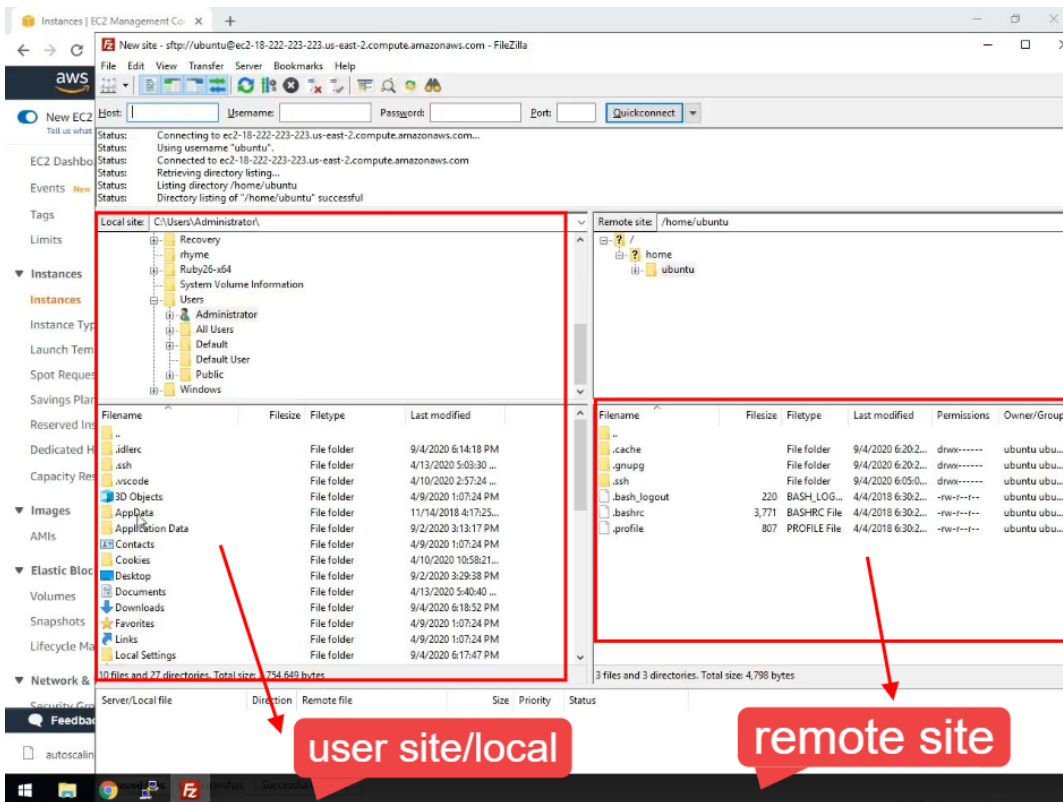 Instances | EC2 Management Co
New site - sftp://ubuntu@ec2-18-222-223-223.us-east-2.compute.amazonaws.com - FileZilla
File Edit View Transfer Server Bookmarks Help
aws
Host: Username: Password: Port: Quickconnect
New EC2
Tell us what
Status: Connecting to ec2-18-222-223-223.us-east-2.compute.amazonaws.com...
Status: Using username "ubuntu".
Status: Connected to ec2-18-222-223-223.us-east-2.compute.amazonaws.com
Status: Retrieving directory listing...
Status: Listing directory /home/ubuntu
Status: Directory listing of "/home/ubuntu" successful
EC2 Dashbo
Events New
Tags
Limits
Instances
Instances
Instance Typ
Launch Tem
Spot Reques
Savings Plan
Reserved Ins
Dedicated H
Capacity Res
Images
AMIs
Elastic Bloc
Volumes
Snapshots
Lifecycle Ma
Network &
Security Gro
Feedba
autoscalin
Local site: C:\Users\Administrator\
Recovery
rhyme
Ruby26-x64
System Volume Information
Users
Administrator
All Users
Default
Default User
Public
Windows
Remote site: /home/ubuntu
/
home
ubuntu
Filename Filesize Filetype Last modified
..
.idlerc File folder 9/4/2020 6:14:18 PM
.ssh File folder 4/13/2020 5:03:30 ...
.vscode File folder 4/10/2020 2:57:24 ...
3D Objects File folder 4/9/2020 1:07:24 PM
AppData File folder 11/14/2018 4:17:25...
Application Data File folder 9/2/2020 3:13:17 PM
Contacts File folder 4/9/2020 1:07:24 PM
Cookies File folder 4/10/2020 10:58:21...
Desktop File folder 9/2/2020 3:29:38 PM
Documents File folder 4/13/2020 5:40:40 ...
Downloads File folder 9/4/2020 6:18:52 PM
Favorites File folder 4/9/2020 1:07:24 PM
Links File folder 4/9/2020 1:07:24 PM
Local Settings File folder 9/4/2020 6:17:47 PM
10 files and 27 directories. Total size: 754,649 bytes
Filename Filesize Filetype Last modified Permissions Owner/Group
..
.cache File folder 9/4/2020 6:20:2... drwx------ ubuntu ubu...
.gnupg File folder 9/4/2020 6:20:2... drwx------ ubuntu ubu...
.ssh File folder 9/4/2020 6:05:0... drwx------ ubuntu ubu...
.bash_logout 220 BASH_LOG... 4/4/2018 6:30:2... -rw-r--r-- ubuntu ubu...
.bashrc 3,771 BASHRC File 4/4/2018 6:30:2... -rw-r--r-- ubuntu ubu...
.profile 807 PROFILE File 4/4/2018 6:30:2... -rw-r--r-- ubuntu ubu...
3 files and 3 directories. Total size: 4,798 bytes
Server/Local file Direction Remote file Size Priority Status
user site/local
remote site